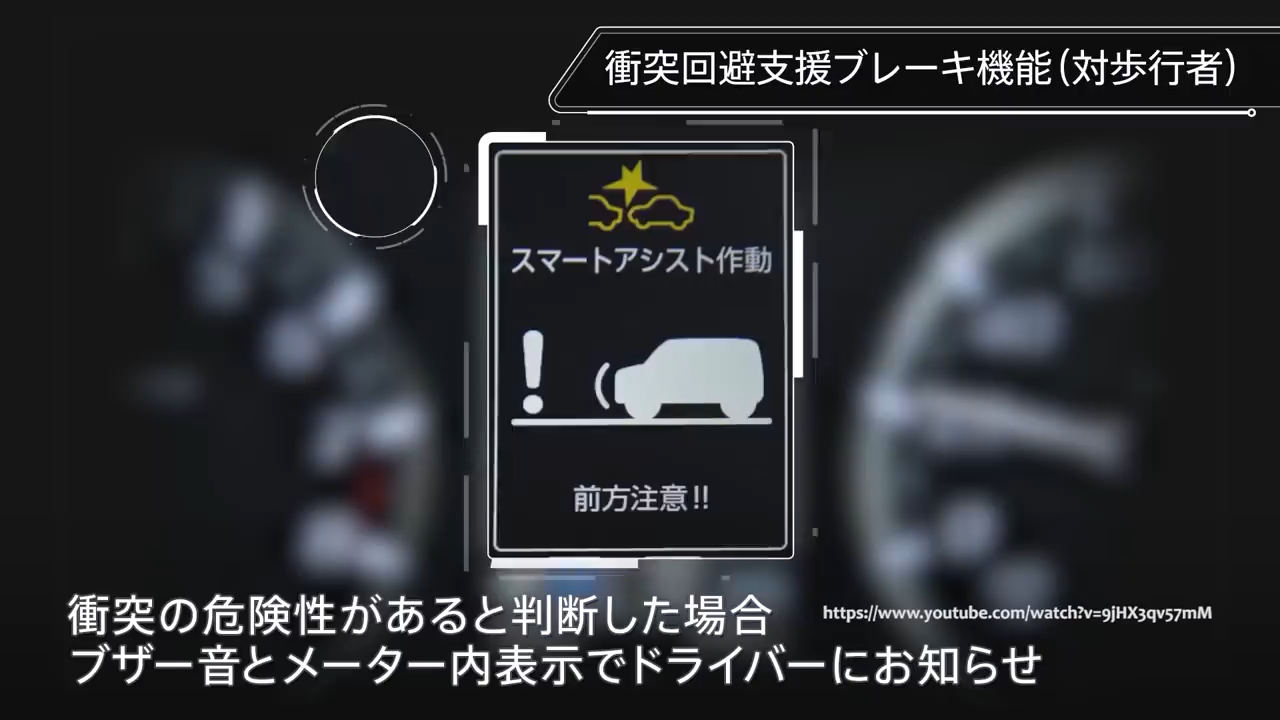 衝突回避支援ブレーキ機能(対歩行者)
スマートアシスト作動
前方注意!!
衝突の危険性があると判断した場合
https://www.youtube.com/watch?v=9jHX3qv57mM
ブザー音とメーター内表示でドライバーにお知らせ